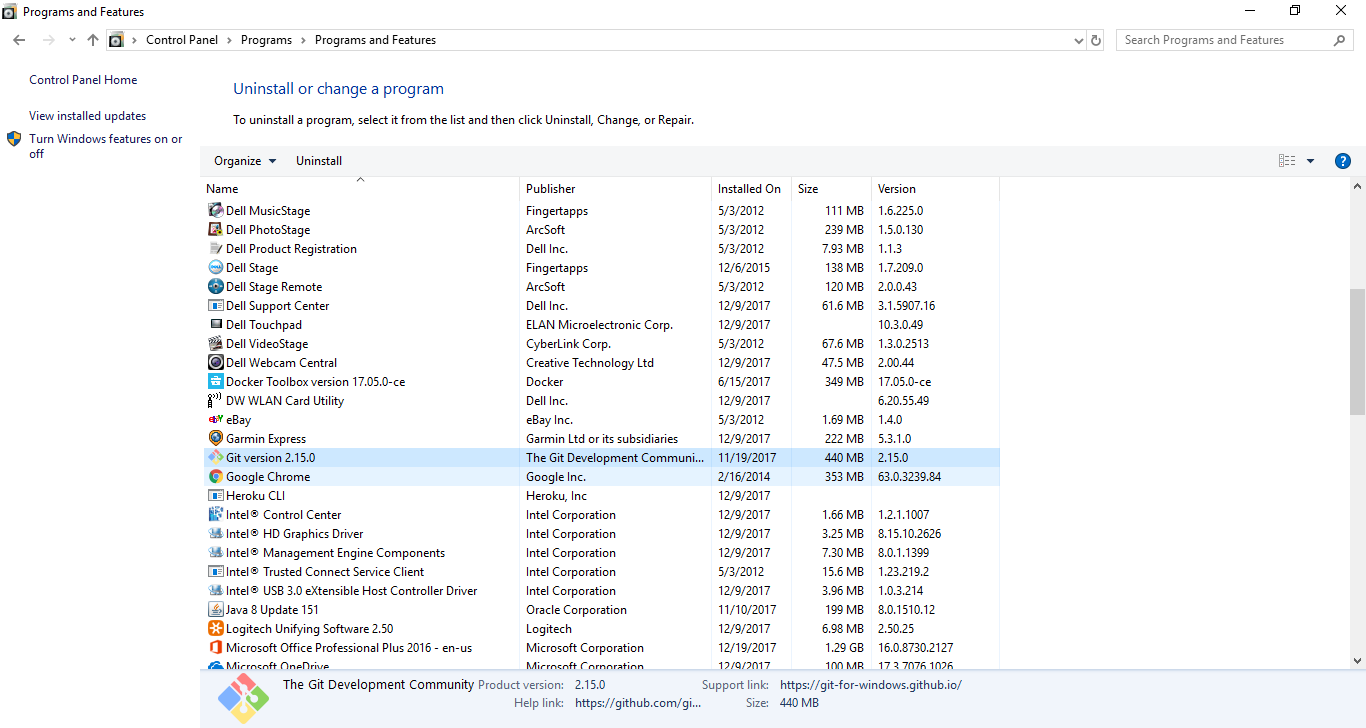 Programs and Features
Control Panel > Programs > Programs and Features
Search Programs and Features
Control Panel Home
View installed updates
Turn Windows features on or
off
Uninstall or change a program
To uninstall a program, select it from the list and then click Uninstall, Change, or Repair.
Organize Uninstall ?
Name Publisher Installed On Size Version
Dell MusicStage Fingertapps 5/3/2012 111 MB 1.6.225.0
Dell PhotoStage ArcSoft 5/3/2012 239 MB 1.5.0.130
Dell Product Registration Dell Inc. 5/3/2012 7.93 MB 1.1.3
Dell Stage Fingertapps 12/6/2015 138 MB 1.7.209.0
Dell Stage Remote ArcSoft 5/3/2012 120 MB 2.0.0.43
Dell Support Center Dell Inc. 12/9/2017 61.6 MB 3.1.5907.16
Dell Touchpad ELAN Microelectronic Corp. 12/9/2017 10.3.0.49
Dell VideoStage CyberLink Corp. 5/3/2012 67.6 MB 1.3.0.2513
Dell Webcam Central Creative Technology Ltd 12/9/2017 47.5 MB 2.00.44
Docker Toolbox version 17.05.0-ce Docker 6/15/2017 349 MB 17.05.0-ce
DW WLAN Card Utility Dell Inc. 12/9/2017 6.20.55.49
eBay eBay Inc. 5/3/2012 1.69 MB 1.4.0
Garmin Express Garmin Ltd or its subsidiaries 12/9/2017 222 MB 5.3.1.0
Git version 2.15.0 The Git Development Communi... 11/19/2017 440 MB 2.15.0
Google Chrome Google Inc. 2/16/2014 353 MB 63.0.3239.84
Heroku CLI Heroku, Inc 12/9/2017
Intel® Control Center Intel Corporation 12/9/2017 1.66 MB 1.2.1.1007
Intel® HD Graphics Driver Intel Corporation 12/9/2017 3.25 MB 8.15.10.2626
Intel® Management Engine Components Intel Corporation 12/9/2017 7.30 MB 8.0.1.1399
Intel® Trusted Connect Service Client Intel Corporation 5/3/2012 15.6 MB 1.23.219.2
Intel® USB 3.0 eXtensible Host Controller Driver Intel Corporation 12/9/2017 3.96 MB 1.0.3.214
Java 8 Update 151 Oracle Corporation 11/10/2017 199 MB 8.0.1510.12
Logitech Unifying Software 2.50 Logitech 12/9/2017 6.98 MB 2.50.25
Microsoft Office Professional Plus 2016 - en-us Microsoft Corporation 12/19/2017 1.29 GB 16.0.8730.2127
Microsoft OneDrive Microsoft Corporation 12/9/2017 100 MB 17.3.7076.1026
The Git Development Community Product version: 2.15.0 Support link: https://git-for-windows.github.io/
Help link: https://github.com/gi... Size: 440 MB